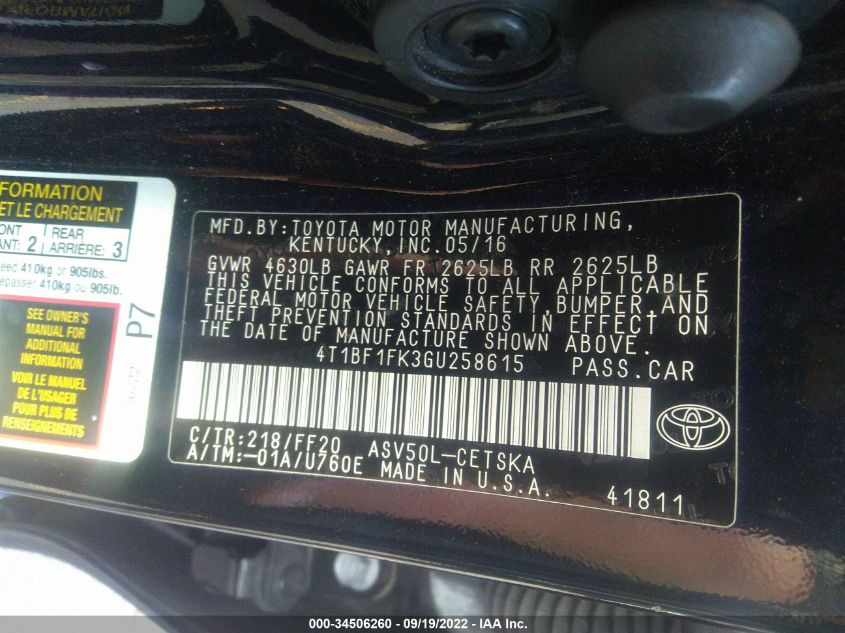 FORMATION
ET LE CHARGEMENT
ONT
REAR
ANT: 2
ARRIÈRE: 3
eed 410kg or 905lbs.
epasser 410kg ou 905lb.
SEE OWNER'S
MANUAL FOR
ADDITIONAL
INFORMATION
VOIR LE MANUEL
DE L'USAGER
POUR PLUS DE
RENSEIGNEMENTS
P7
MFD.BY:TOYOTA MOTOR MANUFACTURING,
KENTUCKY,INC.05/16
GVWR 4630LB GAWR FR 2625LB RR 2625LB
THIS VEHICLE CONFORMS TO ALL APPLICABLE
FEDERAL MOTOR VEHICLE SAFETY,BUMPER,AND
THEFT PREVENTION STANDARDS IN EFFECT ON
THE DATE OF MANUFACTURE SHOWN ABOVE.
4T1BF1FK3GU258615 PASS.CAR
C/TR:218/FF20 ASV50L-CETSKA
A/TM:-01A/U760E MADE IN U.S.A.
41811
000-34506260 - 09/19/2022 - IAA Inc.